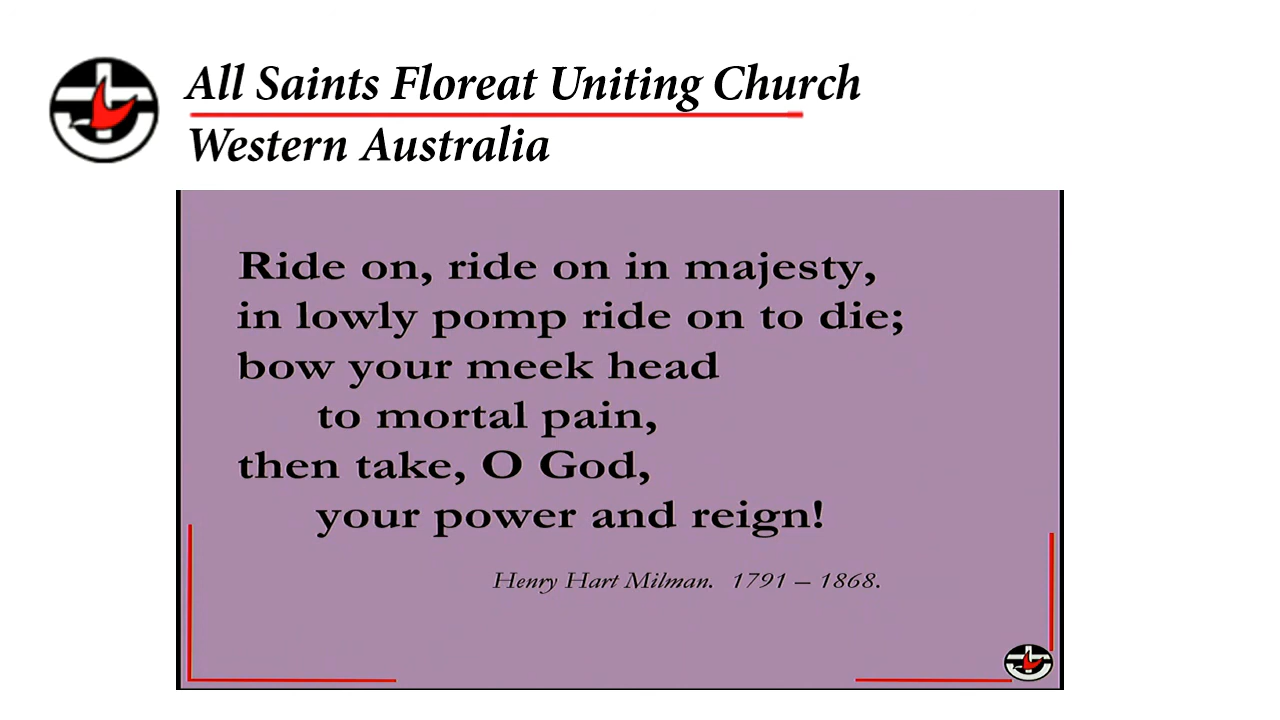 All Saints Floreat Uniting Church
Western Australia
Ride on, ride on in majesty,
in lowly pomp ride on to die;
bow your meek head
to mortal pain,
then take, O God,
your power and reign!
Henry Hart Milman. 1791 – 1868.